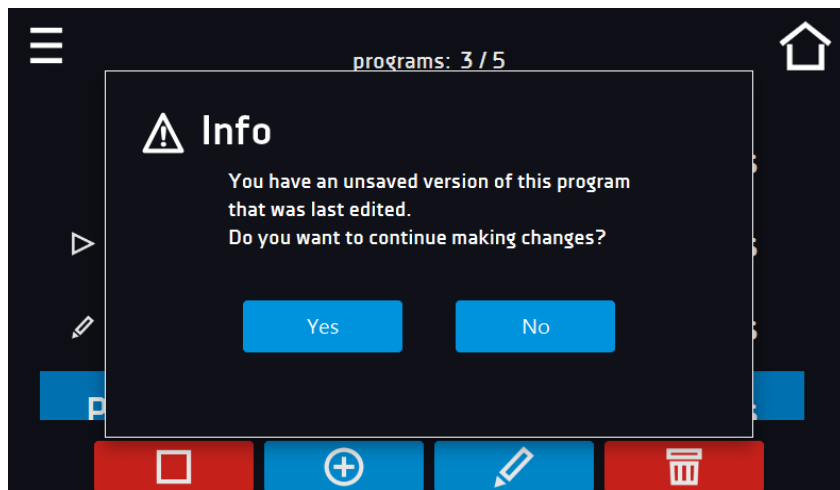 programs: 3 / 5
Info
You have an unsaved version of this program
that was last edited.
Do you want to continue making changes?
Yes
No